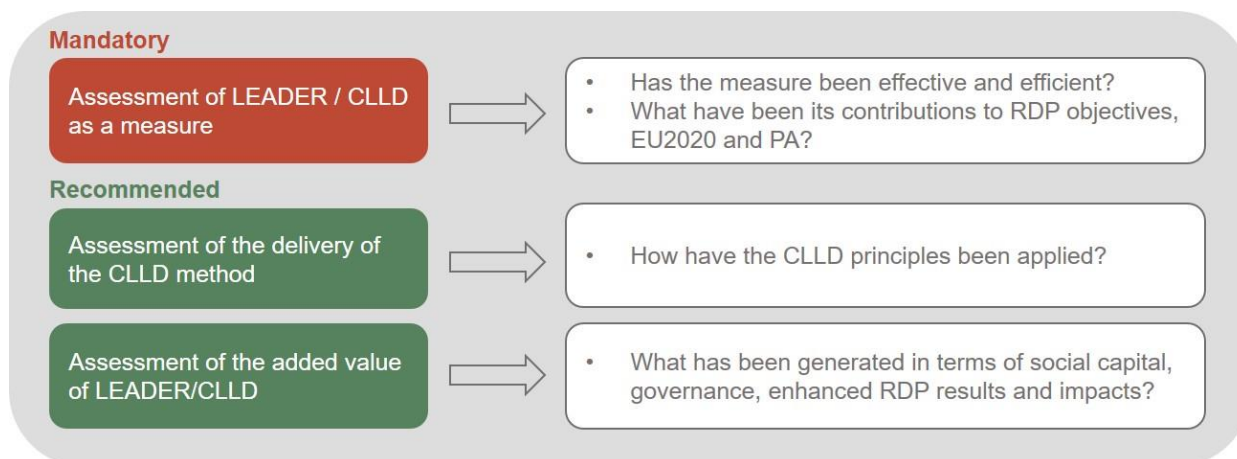 Mandatory
Assessment of LEADER / CLLD
as a measure
• Has the measure been effective and efficient?
• What have been its contributions to RDP objectives,
EU2020 and PA?
Recommended
Assessment of the delivery of
the CLLD method
• How have the CLLD principles been applied?
Assessment of the added value
of LEADER/CLLD
• What has been generated in terms of social capital,
governance, enhanced RDP results and impacts?